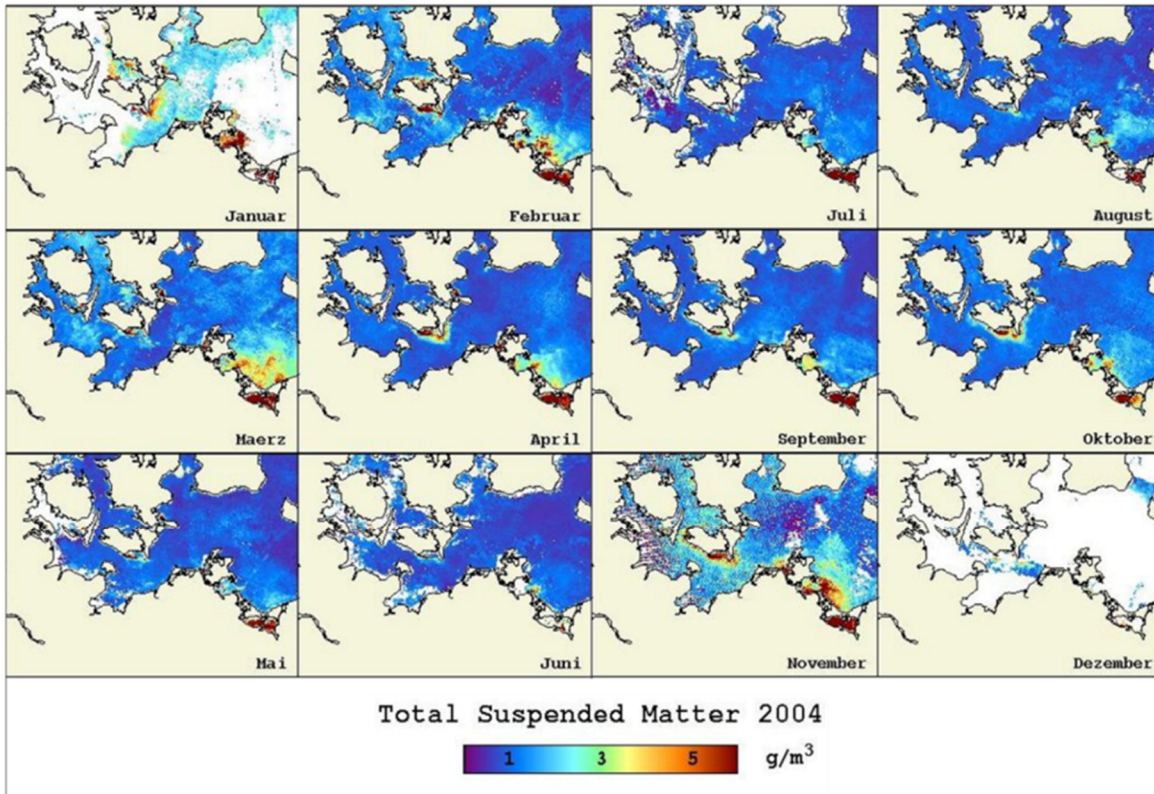 Januar
Februar
Juli
August
Maerz
April
September
Oktober
Mai
Juni
November
Dezember
Total Suspended Matter 2004
1 3 5 g/m³